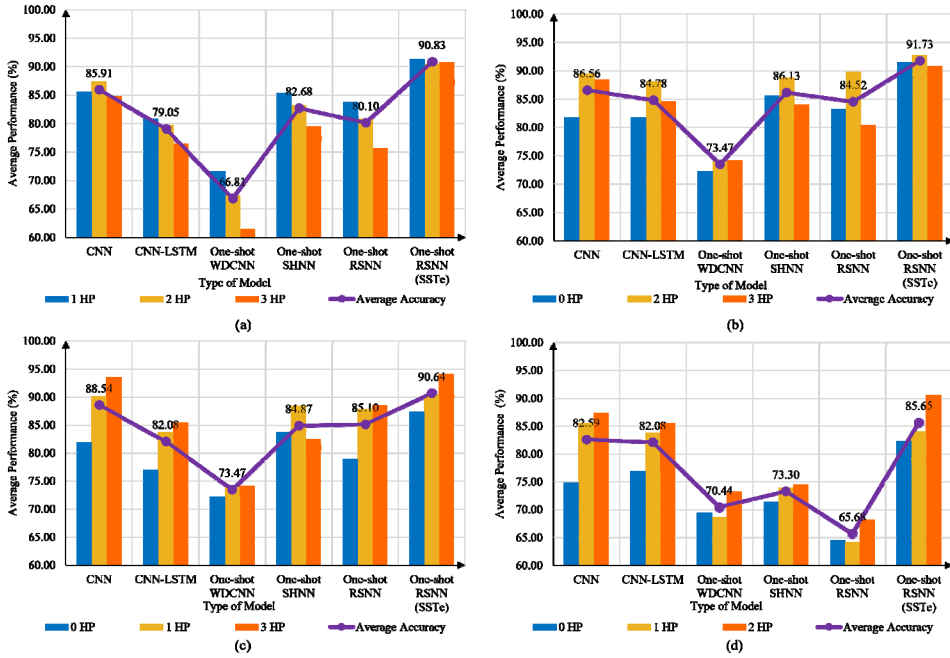 100.00
95.00
90.00
85.00
80.00
75.00
70.00
65.00
60.00
Average Performance (%)
85.91
79.05
66.81
82.68
80.10
90.83
CNN
CNN-LSTM
One-shot
WDCNN
One-shot
SHNN
One-shot
RSNN
One-shot
RSNN
(SSTe)
Type of Model
1 HP
2 HP
3 HP
Average Accuracy
(a)
100.00
95.00
90.00
85.00
80.00
75.00
70.00
65.00
60.00
Average Performance (%)
86.56
84.78
73.47
86.13
84.52
91.73
CNN
CNN-LSTM
One-shot
WDCNN
One-shot
SHNN
One-shot
RSNN
One-shot
RSNN
(SSTe)
Type of Model
0 HP
2 HP
3 HP
Average Accuracy
(b)
100.00
95.00
90.00
85.00
80.00
75.00
70.00
65.00
60.00
Average Performance (%)
88.54
82.08
73.47
84.87
85.10
90.64
CNN
CNN-LSTM
One-shot
WDCNN
One-shot
SHNN
One-shot
RSNN
One-shot
RSNN
(SSTe)
Type of Model
0 HP
1 HP
3 HP
Average Accuracy
(c)
100.00
95.00
90.00
85.00
80.00
75.00
70.00
65.00
60.00
Average Performance (%)
82.59
82.08
70.44
73.30
65.68
85.65
CNN
CNN-LSTM
One-shot
WDCNN
One-shot
SHNN
One-shot
RSNN
One-shot
RSNN
(SSTe)
Type of Model
0 HP
1 HP
2 HP
Average Accuracy
(d)